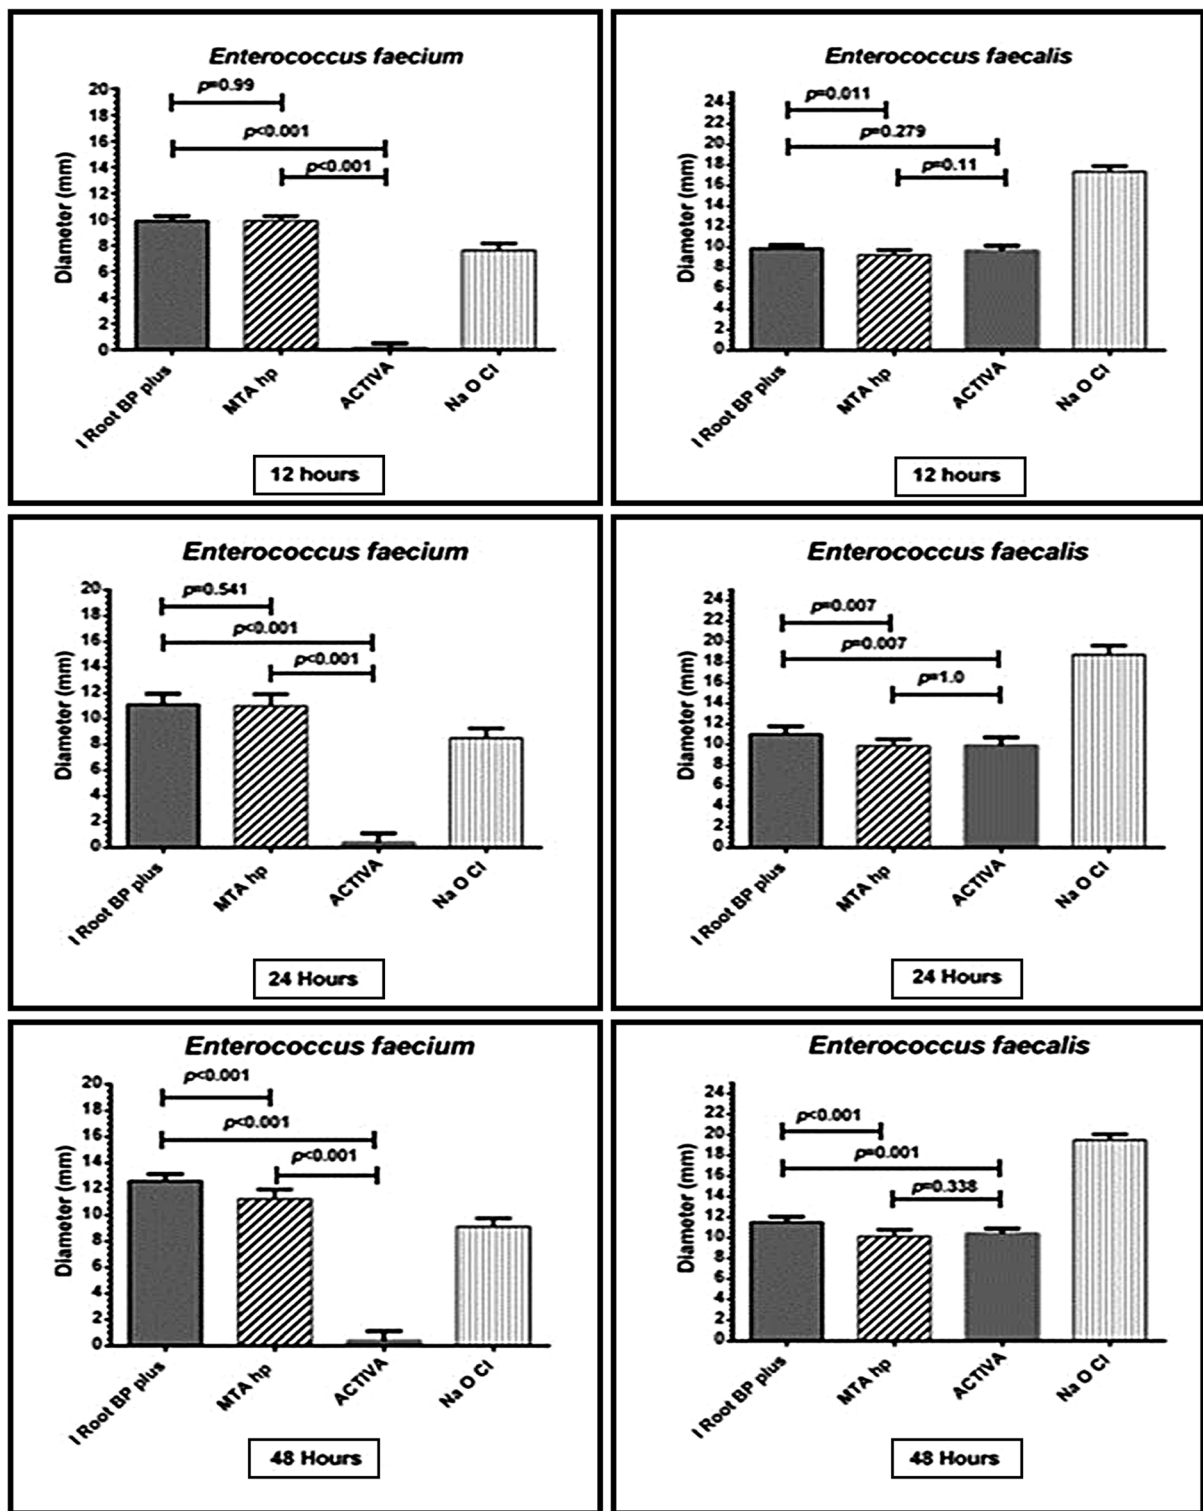 Enterococcus faecium
p=0.99
p<0.001
p<0.001
Diameter (mm)
20
18
16
14
12
10
8
6
4
2
0
I Root BP plus
MTA hp
ACTIVA
Na O Cl
12 hours
Enterococcus faecalis
p=0.011
p=0.279
p=0.11
Diameter (mm)
24
22
20
18
16
14
12
10
8
6
4
2
0
I Root BP plus
MTA hp
ACTIVA
Na O Cl
12 hours
Enterococcus faecium
p=0.541
p<0.001
p<0.001
Diameter (mm)
20
18
16
14
12
10
8
6
4
2
0
I Root BP plus
MTA hp
ACTIVA
Na O Cl
24 Hours
Enterococcus faecalis
p=0.007
p=0.007
p=1.0
Diameter (mm)
24
22
20
18
16
14
12
10
8
6
4
2
0
I Root BP plus
MTA hp
ACTIVA
Na O Cl
24 Hours
Enterococcus faecium
p<0.001
p<0.001
p<0.001
Diameter (mm)
20
18
16
14
12
10
8
6
4
2
0
I Root BP plus
MTA hp
ACTIVA
Na O Cl
48 Hours
Enterococcus faecalis
p<0.001
p=0.001
p=0.338
Diameter (mm)
24
22
20
18
16
14
12
10
8
6
4
2
0
I Root BP plus
MTA hp
ACTIVA
Na O Cl
48 Hours